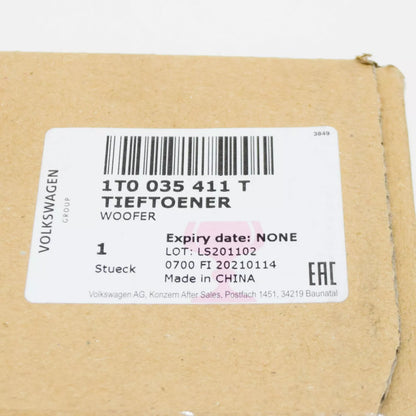 3849
1T0 035 411 T
TIEFTOENER
WOOFER
VOLKSWAGEN
GROUP
Expiry date: NONE
1 LOT: LS201102
Stueck 0700 FI 20210114
Made in CHINA
EAC
Volkswagen AG, Konzern After Sales, Postfach 1451, 34219 Baunatal